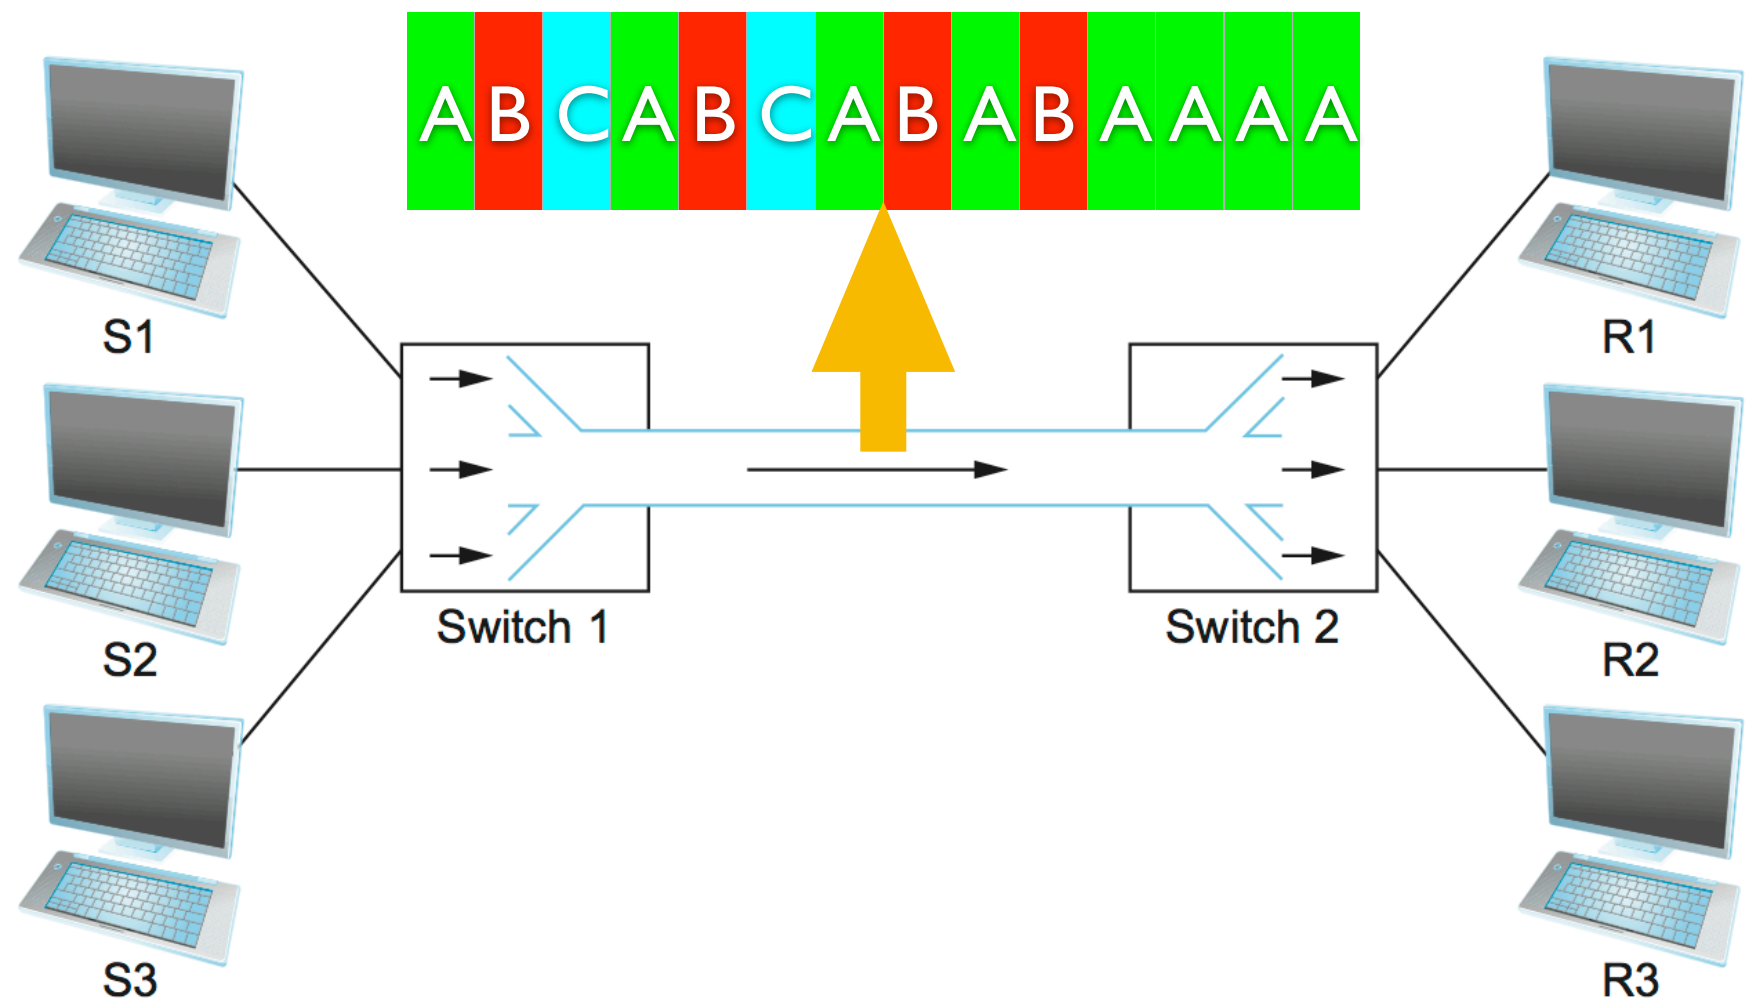 A B C A B C A B A B A A A A
S1
R1
Switch 1
Switch 2
S2
R2
S3
R3